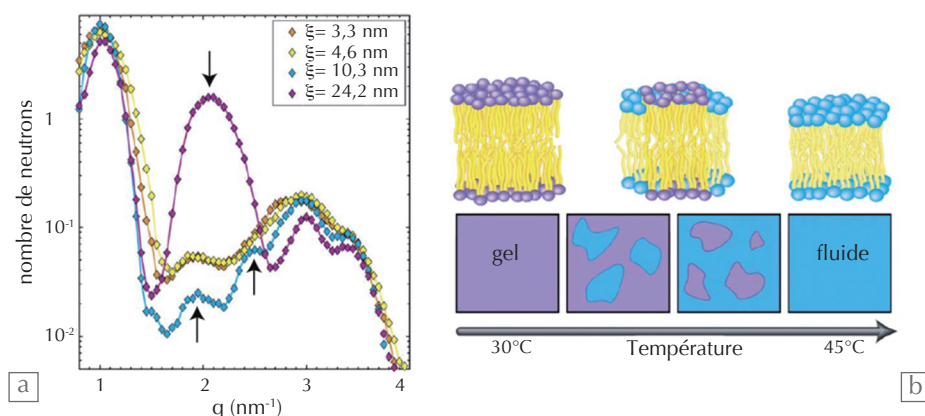 ξ= 3,3 nm
ξ= 4,6 nm
ξ= 10,3 nm
ξ= 24,2 nm
nombre de neutrons
1
10⁻¹
10⁻²
1 2 3 4
q (nm⁻¹)
a
gel
fluide
30°C Température 45°C
b